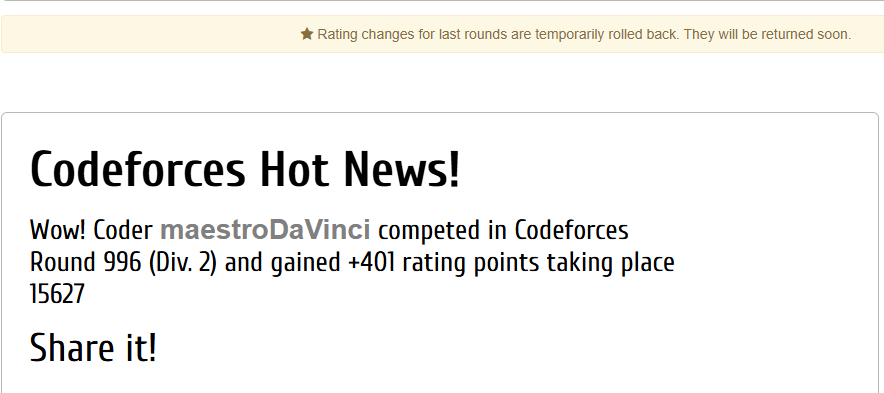 ★ Rating changes for last rounds are temporarily rolled back. They will be returned soon.
Codeforces Hot News!
Wow! Coder maestroDaVinci competed in Codeforces
Round 996 (Div. 2) and gained +401 rating points taking place
15627
Share it!